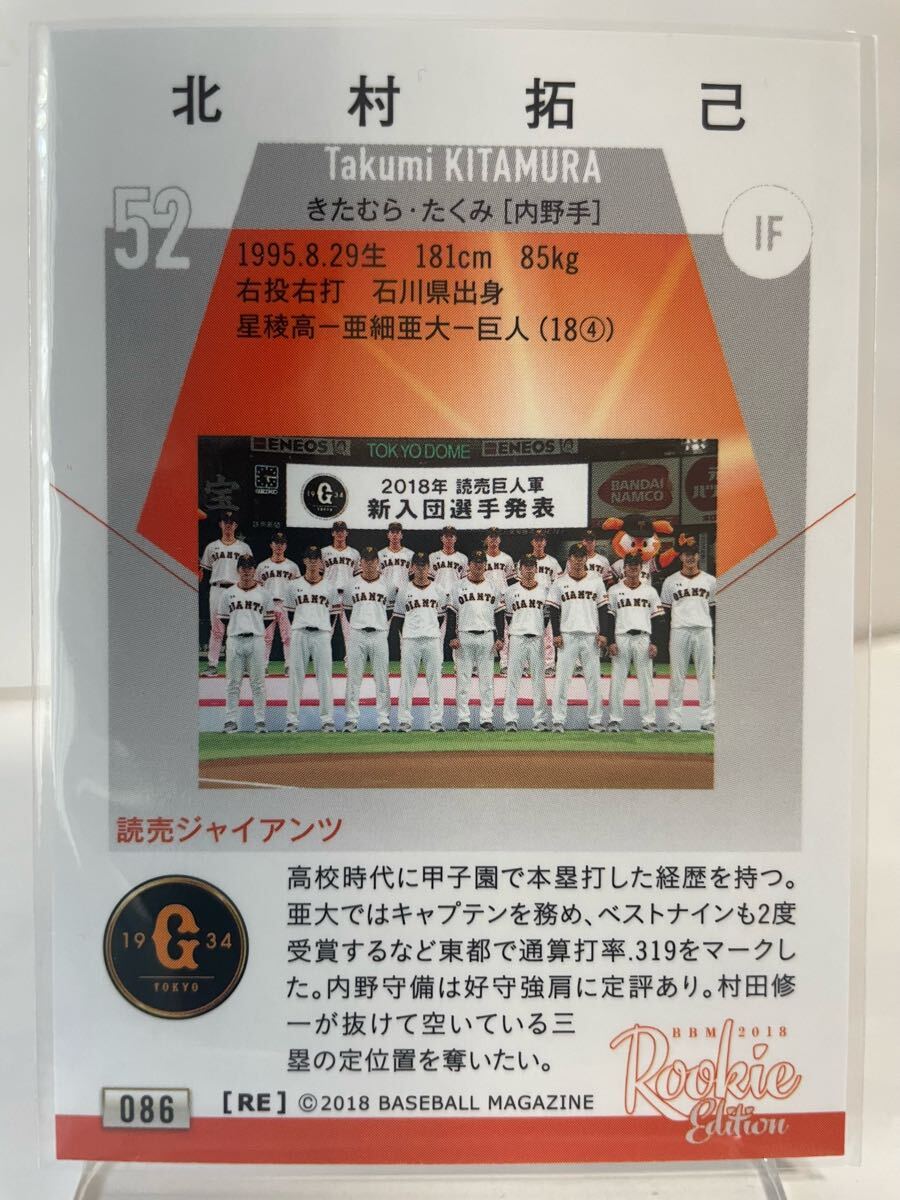 北村拓己
Takumi KITAMURA
52
きたむら・たくみ［内野手］
IF
1995.8.29生 181cm 85kg
右投右打 石川県出身
星稜高－亜細亜大－巨人（18④）
ENEOS
TOKYO DOME
ENEOS
BANDAI
NAMCO
19 G 34
2018年 読売巨人軍
新入団選手発表
GIANTS
読売ジャイアンツ
高校時代に甲子園で本塁打した経歴を持つ。
亜大ではキャプテンを務め、ベストナインも2度
受賞するなど東都で通算打率.319をマークし
た。内野守備は好守強肩に定評あり。村田修
一が抜けて空いている三
塁の定位置を奪いたい。
19 G 34
TOKYO
BBM 2018
Rookie
Edition
086
[RE] ©2018 BASEBALL MAGAZINE